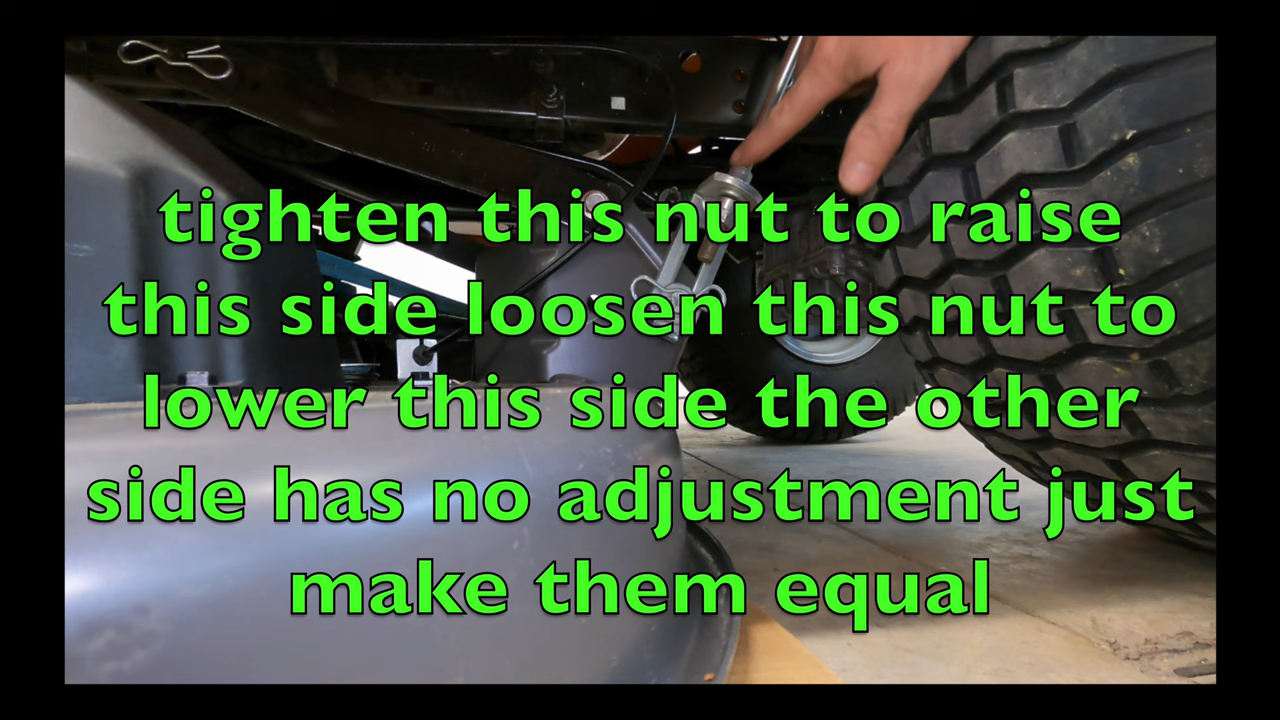 tighten this nut to raise
this side loosen this nut to
lower this side the other
side has no adjustment just
make them equal